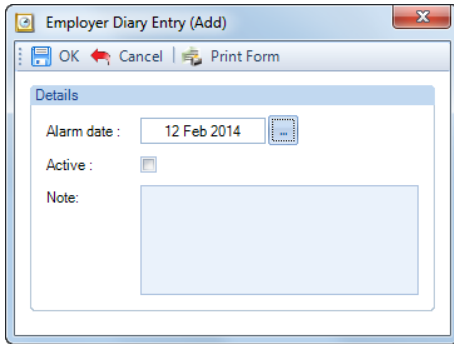 Employer Diary Entry (Add)
OK Cancel Print Form
Details
Alarm date : 12 Feb 2014 ...
Active :
Note: